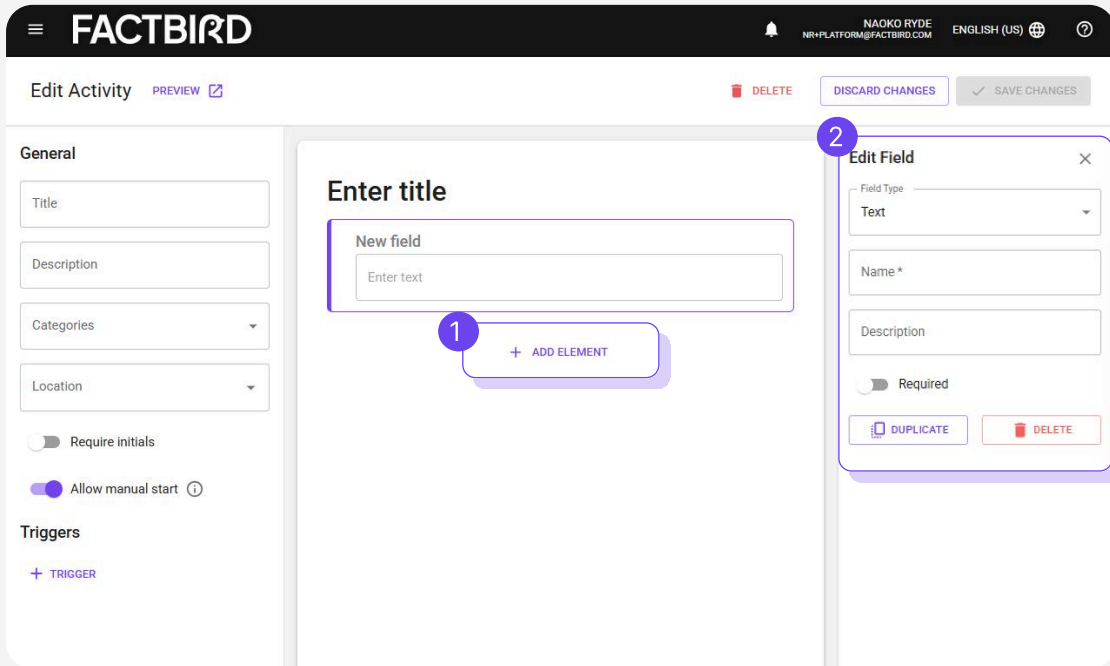 FACTBIRD
NAOKO RYDE
NR+PLATFORM@FACTBIRD.COM
ENGLISH (US)
Edit Activity
PREVIEW
DELETE
DISCARD CHANGES
SAVE CHANGES
General
Title
Description
Categories
Location
Require initials
Allow manual start
Triggers
+ TRIGGER
Enter title
New field
Enter text
1
+ ADD ELEMENT
2
Edit Field
Field Type
Text
Name *
Description
Required
DUPLICATE
DELETE